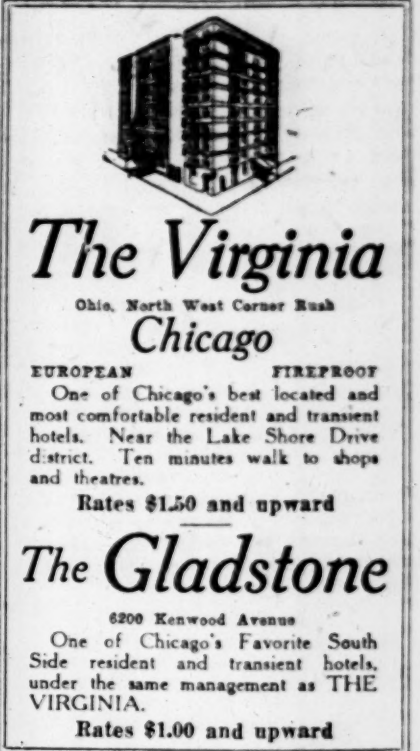 The Virginia
Ohio, North West Corner Rush
Chicago
EUROPEAN FIREPROOF
One of Chicago's best located and
most comfortable resident and transient
hotels. Near the Lake Shore Drive
district. Ten minutes walk to shops
and theatres.
Rates $1.50 and upward
The Gladstone
6200 Kenwood Avenue
One of Chicago's Favorite South
Side resident and transient hotels,
under the same management as THE
VIRGINIA.
Rates $1.00 and upward